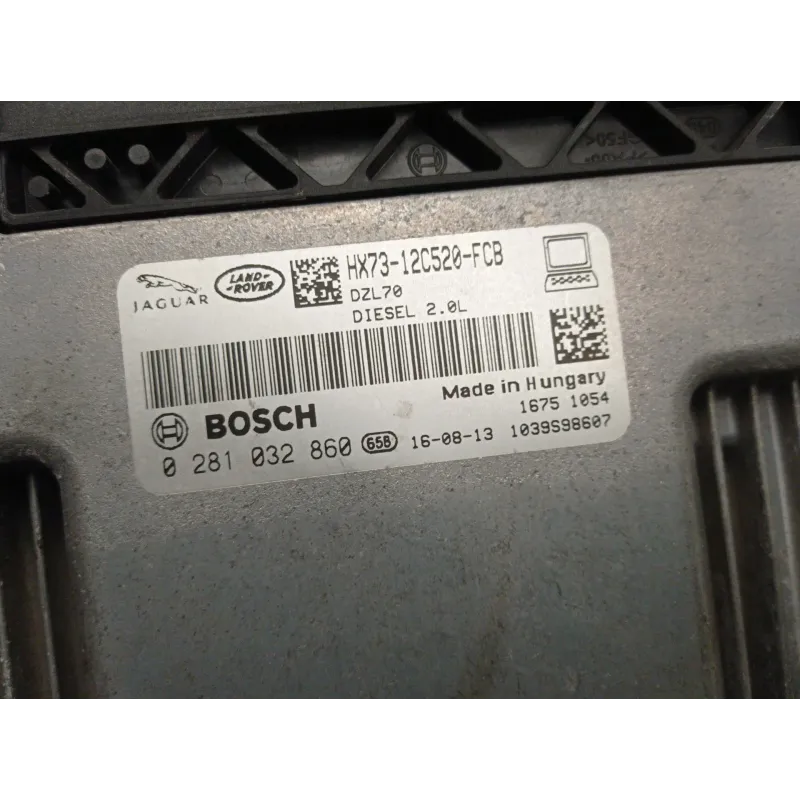 JAGUAR
LAND-
-ROVER
HX73-12C520-FCB
DZL70
DIESEL 2.0L
Made in Hungary
1675 1054
BOSCH
0 281 032 860 65B 16-08-13 1039S98607